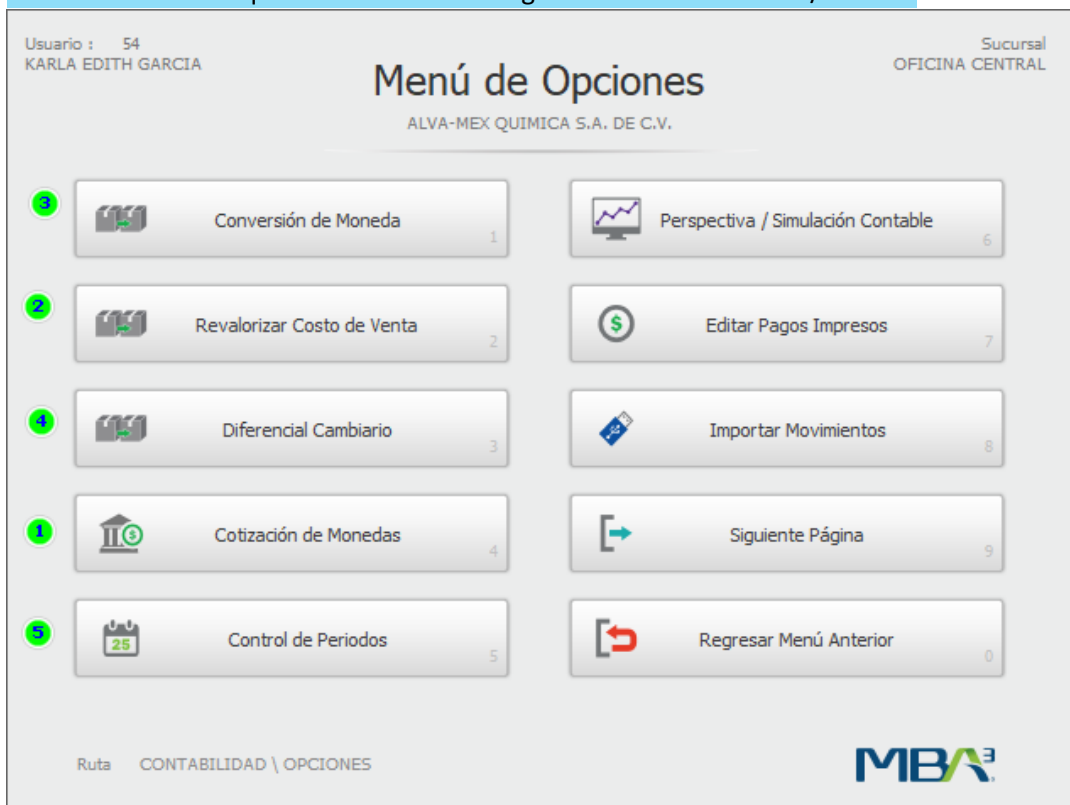 Usuario : 54
KARLA EDITH GARCIA
Sucursal
OFICINA CENTRAL
Menú de Opciones
ALVA-MEX QUIMICA S.A. DE C.V.
3
Conversión de Moneda
1
Perspectiva / Simulación Contable
6
2
Revalorizar Costo de Venta
2
Editar Pagos Impresos
7
4
Diferencial Cambiario
3
Importar Movimientos
8
1
Cotización de Monedas
4
Siguiente Página
9
5
25
Control de Periodos
5
Regresar Menú Anterior
0
Ruta CONTABILIDAD \ OPCIONES
MBA3